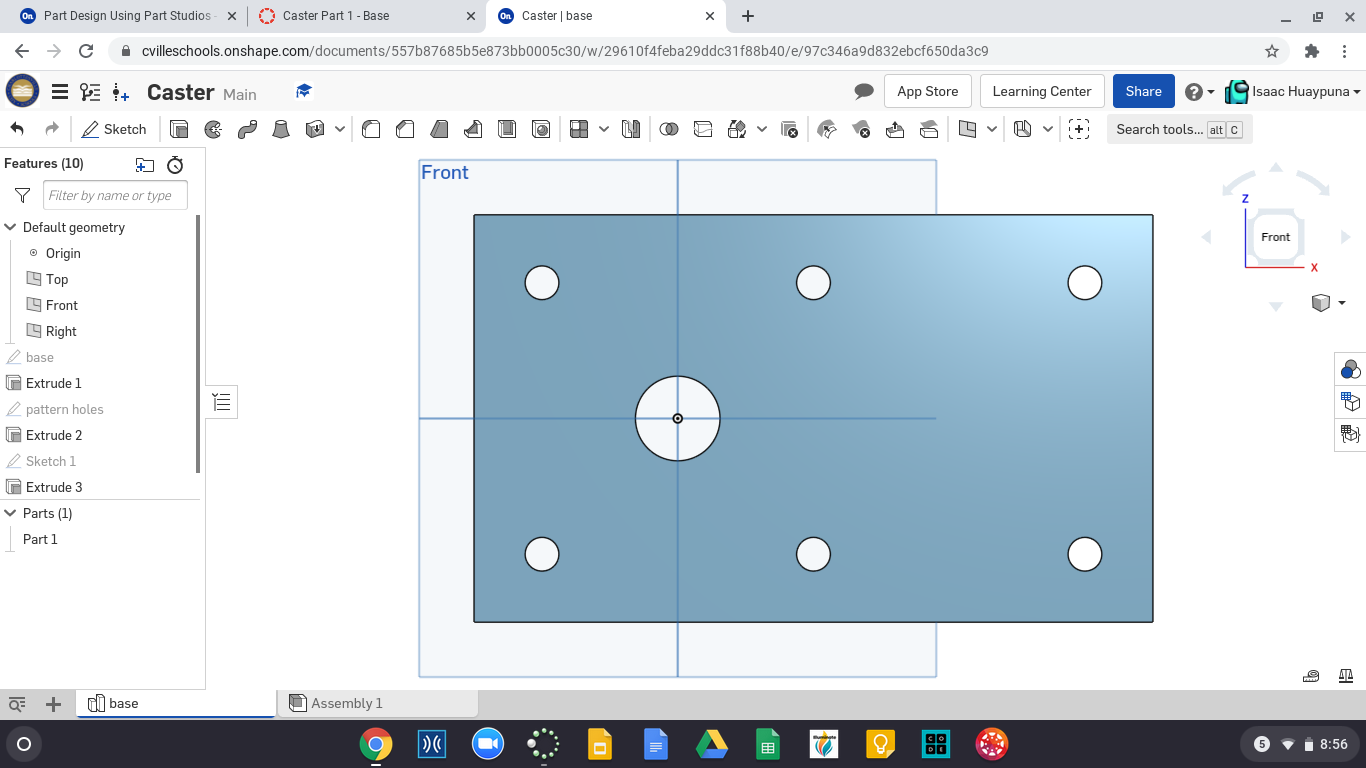 Part Design Using Part Studios -
Caster Part 1 - Base
Caster | base
cvilleschools.onshape.com/documents/557b87685b5e873bb0005c30/w/29610f4feba29ddc31f88b40/e/97c346a9d832ebcf650da3c9
Caster Main
App Store
Learning Center
Share
Isaac Huaypuna
Sketch
Search tools... alt C
Features (10)
Filter by name or type
Default geometry
Origin
Top
Front
Right
base
Extrude 1
pattern holes
Extrude 2
Sketch 1
Extrude 3
Parts (1)
Part 1
Front
Z
Front
X
base
Assembly 1
5
8:56